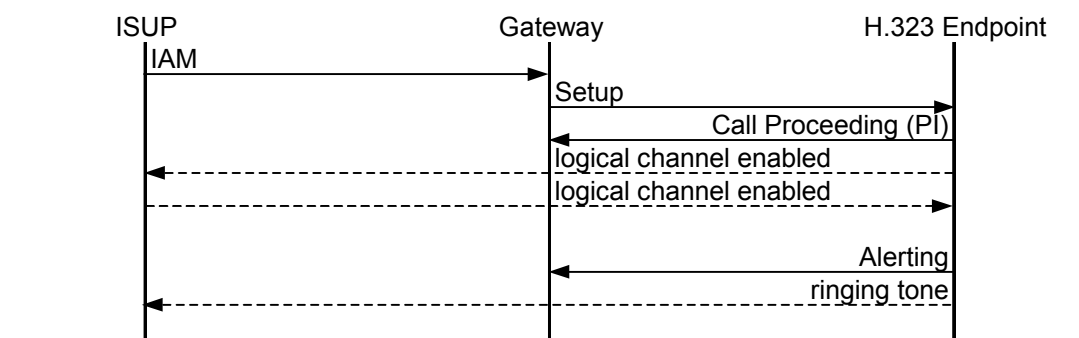 ISUP Gateway H.323 Endpoint
IAM
Setup
Call Proceeding (PI)
logical channel enabled
logical channel enabled
Alerting
ringing tone